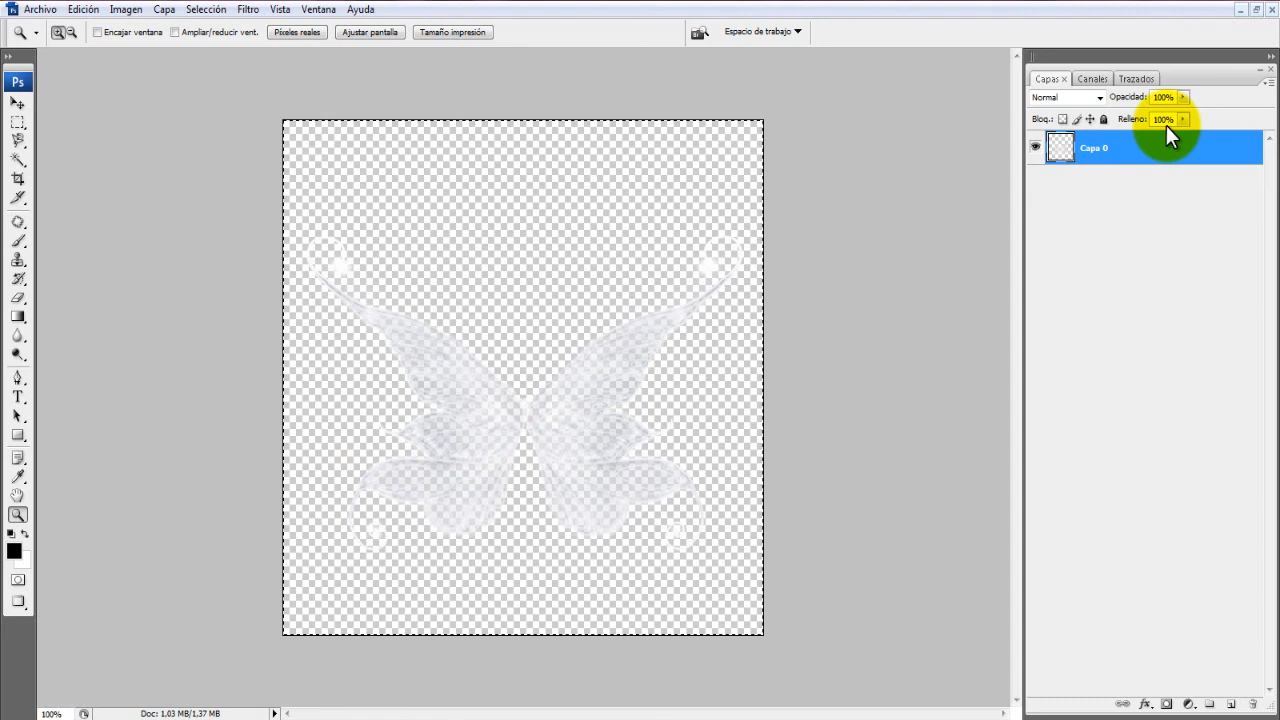 Archivo Edición Imagen Capa Selección Filtro Vista Ventana Ayuda
Encajar ventana Ampliar/reducir vent. Píxeles reales Ajustar pantalla Tamaño impresión Espacio de trabajo
Ps
Capas Canales Trazados
Normal Opacidad: 100%
Bloq.: Relleno: 100%
Capa 0
T
100% Doc: 1,03 MB/1,37 MB
fx